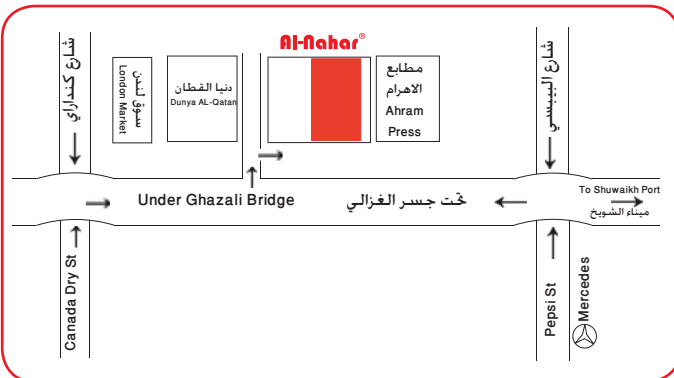 Al-Nahar®
شارع كنداراي
سوق لندن
London Market
دنيا القطان
Dunya AL-Qatan
مطابع
الاهرام
Ahram
Press
شارع البيبسي
Under Ghazali Bridge
تحت جسر الغزالي
To Shuwaikh Port
ميناء الشويخ
Canada Dry St
Pepsi St
Mercedes